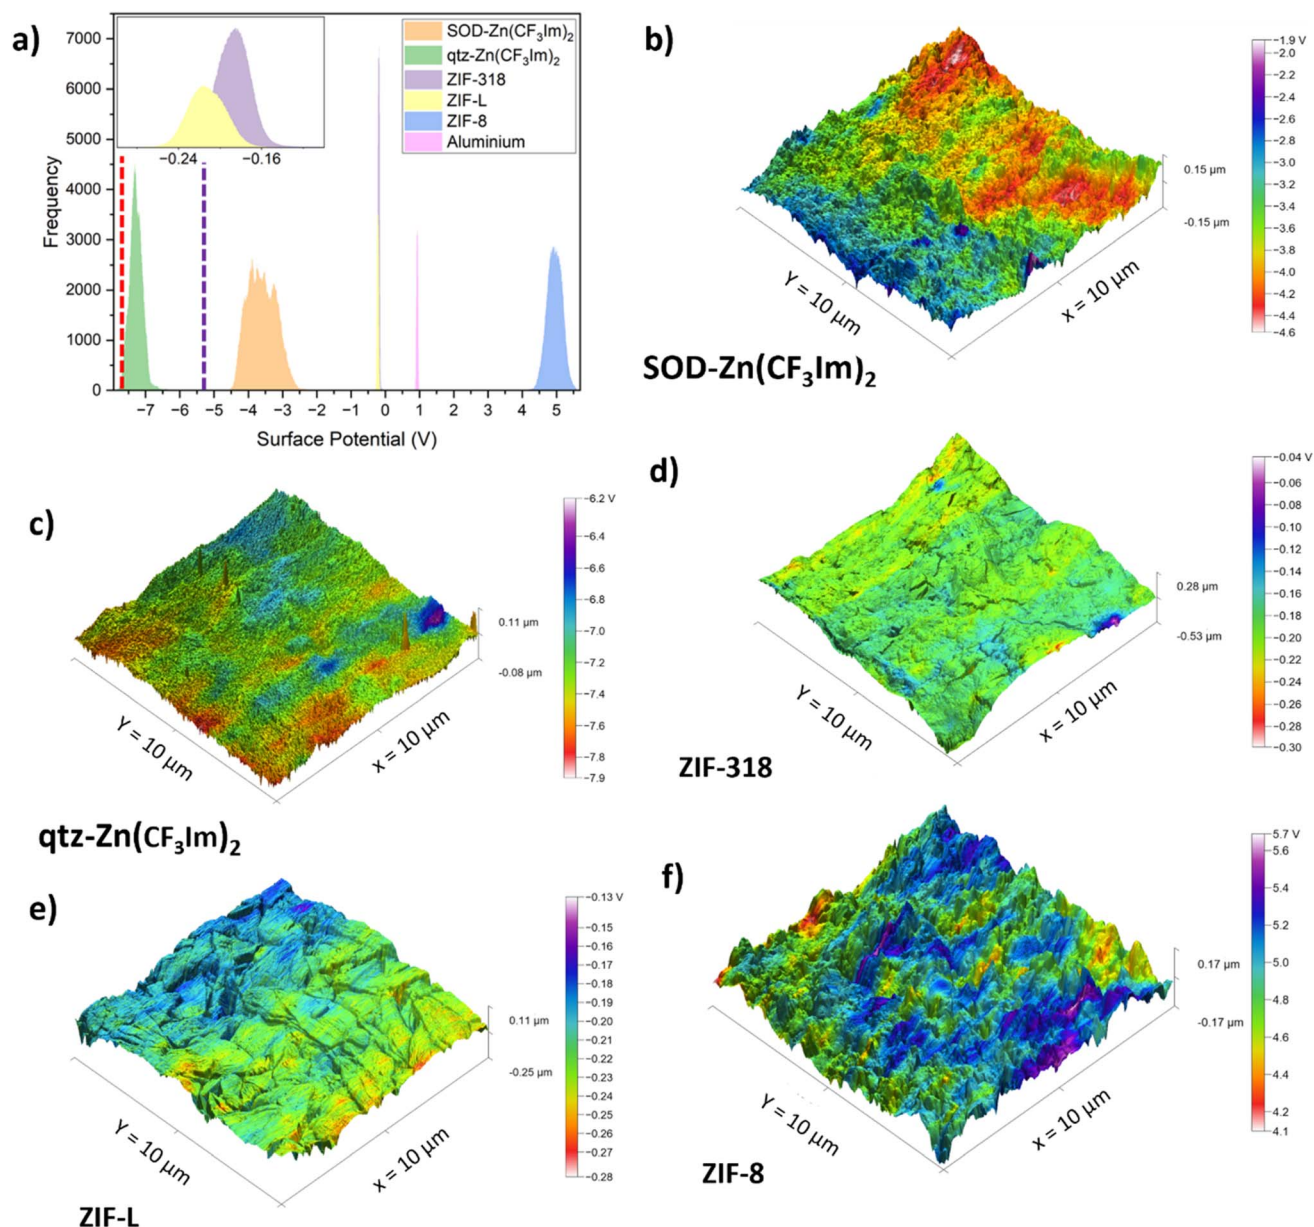 a)
7000
6000
5000
4000
3000
2000
1000
0
Frequency
−0.24 −0.16
SOD-Zn(CF₃Im)₂
qtz-Zn(CF₃Im)₂
ZIF-318
ZIF-L
ZIF-8
Aluminium
−7 −6 −5 −4 −3 −2 −1 0 1 2 3 4 5
Surface Potential (V)
b)
−1.9 V
−2.0
−2.2
−2.4
−2.6
−2.8
−3.0
−3.2
−3.4
−3.6
−3.8
−4.0
−4.2
−4.4
−4.6
0.15 µm
-0.15 µm
Y = 10 µm
x = 10 µm
SOD-Zn(CF₃Im)₂
c)
−6.2 V
−6.4
−6.6
−6.8
−7.0
−7.2
−7.4
−7.6
−7.8
−7.9
0.11 µm
-0.08 µm
Y = 10 µm
x = 10 µm
qtz-Zn(CF₃Im)₂
d)
−0.04 V
−0.06
−0.08
−0.10
−0.12
−0.14
−0.16
−0.18
−0.20
−0.22
−0.24
−0.26
−0.28
−0.30
0.28 µm
-0.53 µm
Y = 10 µm
x = 10 µm
ZIF-318
e)
−0.13 V
−0.15
−0.16
−0.17
−0.18
−0.19
−0.20
−0.21
−0.22
−0.23
−0.24
−0.25
−0.26
−0.27
−0.28
0.11 µm
-0.25 µm
Y = 10 µm
x = 10 µm
ZIF-L
f)
5.7 V
5.6
5.4
5.2
5.0
4.8
4.6
4.4
4.2
4.1
0.17 µm
-0.17 µm
Y = 10 µm
x = 10 µm
ZIF-8